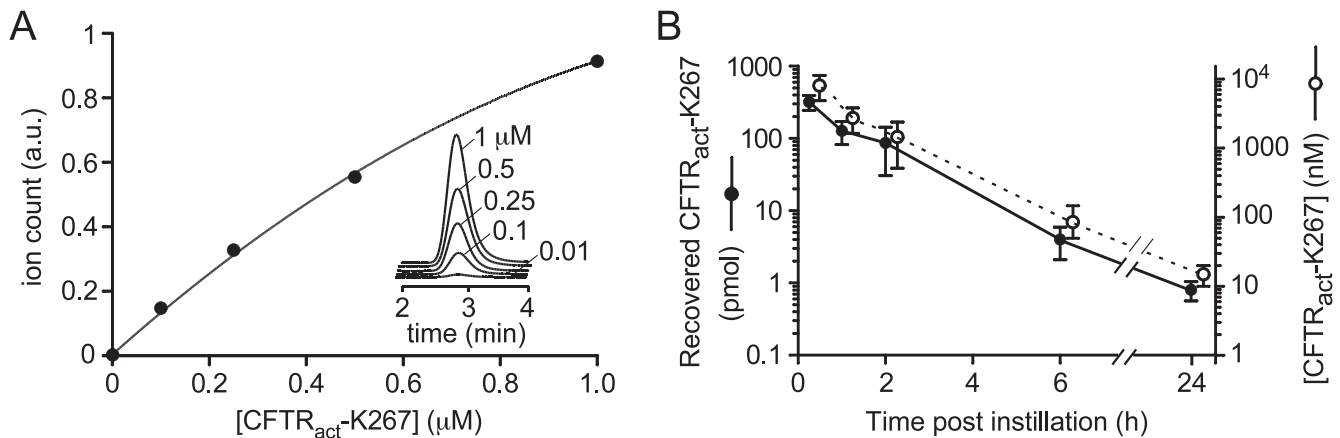 A
ion count (a.u.)
1
0.8
0.6
0.4
0.2
0
0 0.2 0.4 0.6 0.8 1.0
[CFTRact-K267] (μM)
1 μM
0.5
0.25
0.1
0.01
2 3 4
time (min)
B
Recovered CFTRact-K267
(pmol)
1000
100
10
1
0.1
0 2 4 6 24
Time post instillation (h)
10^4
1000
100
10
1
[CFTRact-K267] (nM)